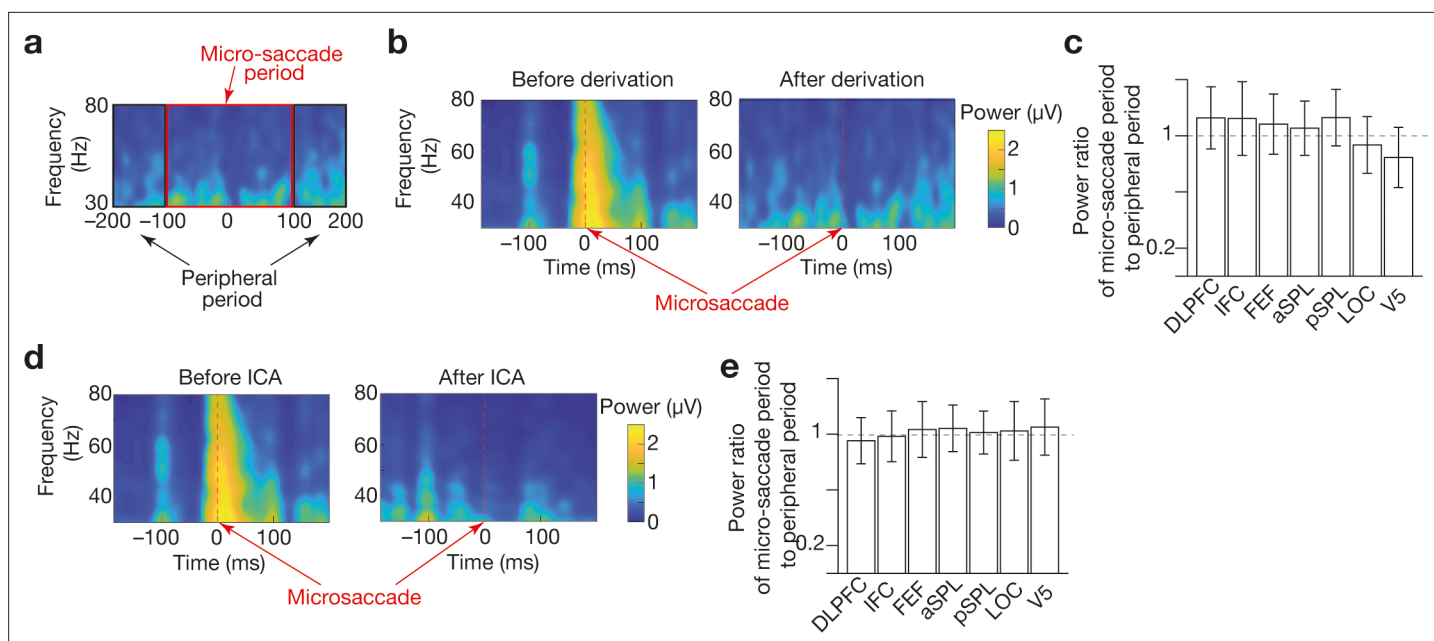 a
Micro-saccade
period
Frequency
(Hz)
80
30
−200
−100
0
100
200
Peripheral
period
b
Before derivation
After derivation
Frequency
(Hz)
80
60
40
−100
0
100
Time (ms)
80
60
40
−100
0
100
Time (ms)
Power (µV)
2
1
0
Microsaccade
c
Power ratio
of micro-saccade period
to peripheral period
1
0.2
DLPFC
IFC
FEF
aSPL
pSPL
LOC
V5
d
Before ICA
After ICA
Frequency
(Hz)
80
60
40
−100
0
100
Time (ms)
80
60
40
−100
0
100
Time (ms)
Power (µV)
2
1
0
Microsaccade
e
Power ratio
of micro-saccade period
to peripheral period
1
0.2
DLPFC
IFC
FEF
aSPL
pSPL
LOC
V5